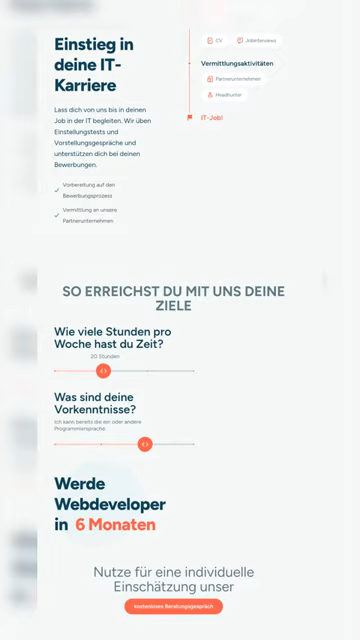 Einstieg in
deine IT-
Karriere
Lass dich von uns bis in deinen
Job in der IT begleiten. Wir üben
Einstellungstests und
Vorstellungsgespräche und
unterstützen dich bei deinen
Bewerbungen.
Vorbereitung auf den
Bewerbungsprozess
Vermittlung an unsere
Partnerunternehmen
CV
Jobinterviews
Vermittlungsaktivitäten
Partnerunternehmen
Headhunter
IT-Job!
SO ERREICHST DU MIT UNS DEINE
ZIELE
Wie viele Stunden pro
Woche hast du Zeit?
20 Stunden
Was sind deine
Vorkenntnisse?
Ich kann bereits die ein oder andere
Programmiersprache.
Werde
Webdeveloper
in 6 Monaten
Nutze für eine individuelle
Einschätzung unser
kostenloses Beratungsgespräch